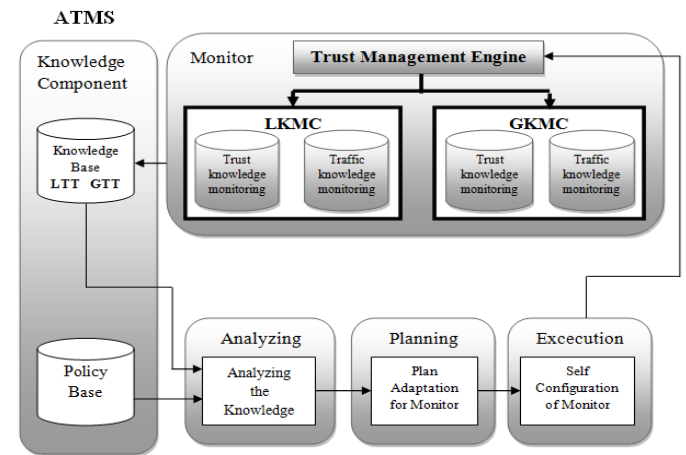 ATMS
Knowledge
Component
Monitor
Trust Management Engine
LKMC
GKMC
Trust
knowledge
monitoring
Traffic
knowledge
monitoring
Trust
knowledge
monitoring
Traffic
knowledge
monitoring
Knowledge
Base
LTT GTT
Policy
Base
Analyzing
Analyzing
the
Knowledge
Planning
Plan
Adaptation
for Monitor
Excecution
Self
Configuration
of Monitor